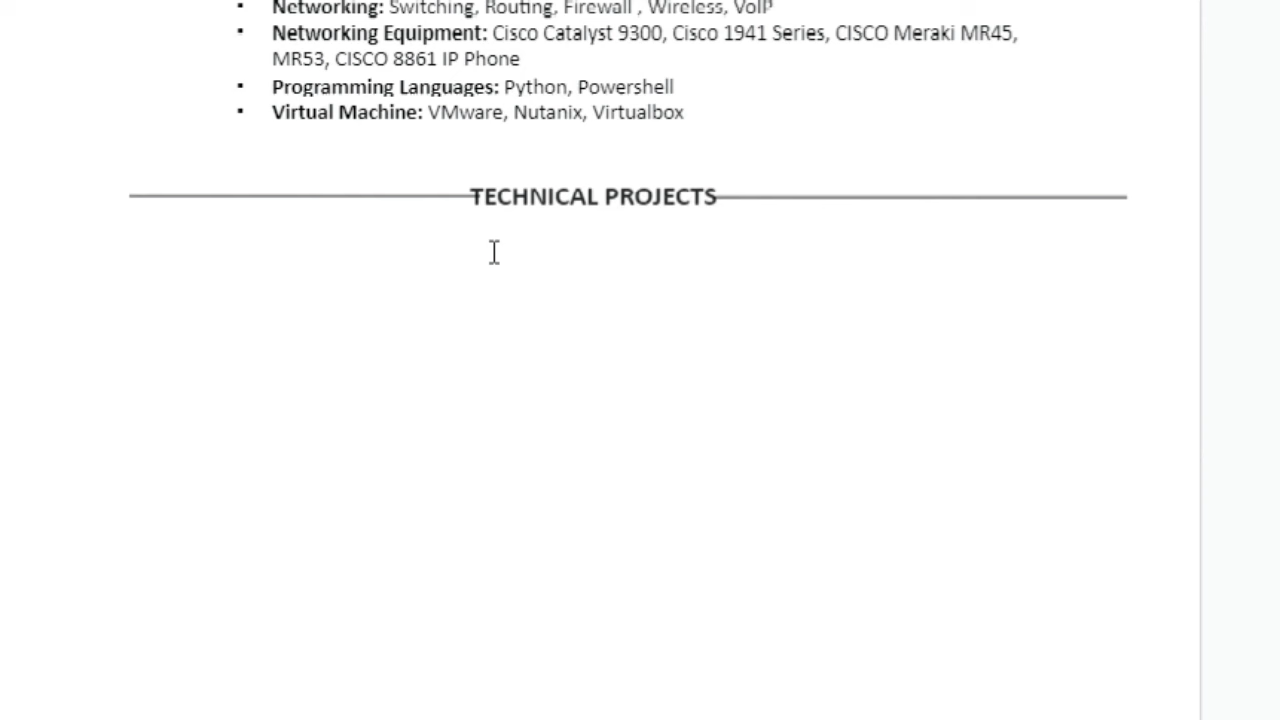 Networking: Switching, Routing, Firewall , Wireless, VoIP
Networking Equipment: Cisco Catalyst 9300, Cisco 1941 Series, CISCO Meraki MR45,
MR53, CISCO 8861 IP Phone
Programming Languages: Python, Powershell
Virtual Machine: VMware, Nutanix, Virtualbox
TECHNICAL PROJECTS